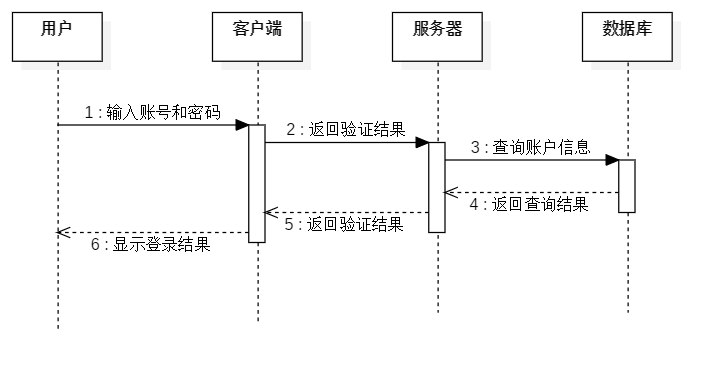 用户
客户端
服务器
数据库
1 : 输入账号和密码
2 : 返回验证结果
3 : 查询账户信息
4 : 返回查询结果
5 : 返回验证结果
6 : 显示登录结果